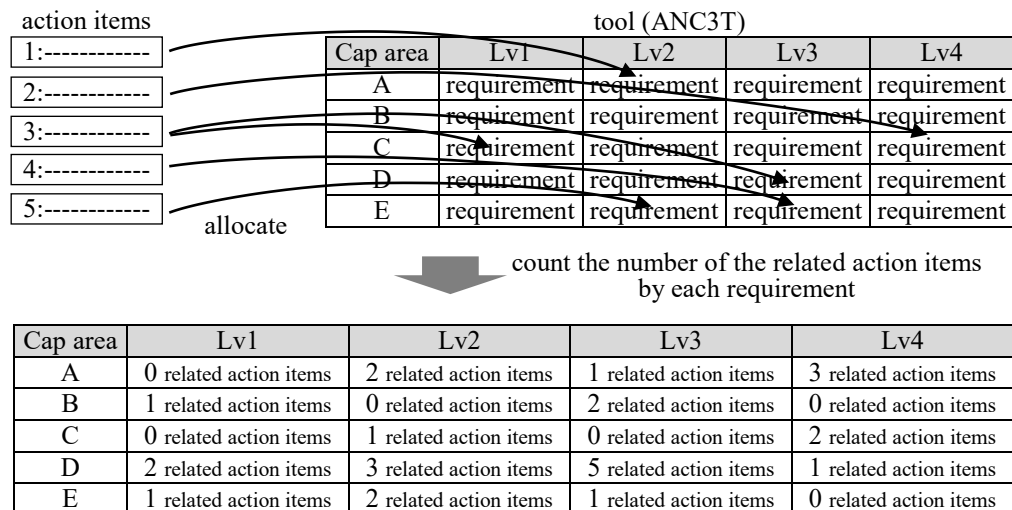 action items
1:-------------
2:-------------
3:-------------
4:-------------
5:-------------
allocate
tool (ANC3T)
Cap area Lv1 Lv2 Lv3 Lv4
A requirement requirement requirement requirement
B requirement requirement requirement requirement
C requirement requirement requirement requirement
D requirement requirement requirement requirement
E requirement requirement requirement requirement
count the number of the related action items
by each requirement
Cap area Lv1 Lv2 Lv3 Lv4
A 0 related action items 2 related action items 1 related action items 3 related action items
B 1 related action items 0 related action items 2 related action items 0 related action items
C 0 related action items 1 related action items 0 related action items 2 related action items
D 2 related action items 3 related action items 5 related action items 1 related action items
E 1 related action items 2 related action items 1 related action items 0 related action items